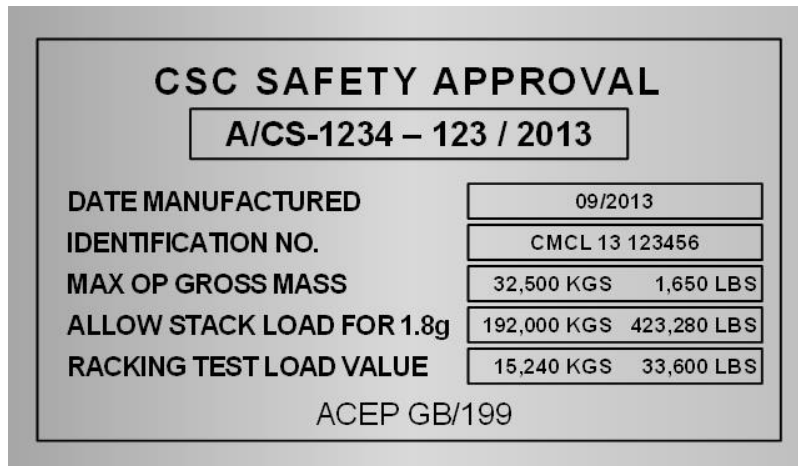 CSC SAFETY APPROVAL
A/CS-1234 – 123 / 2013
DATE MANUFACTURED 09/2013
IDENTIFICATION NO. CMCL 13 123456
MAX OP GROSS MASS 32,500 KGS 1,650 LBS
ALLOW STACK LOAD FOR 1.8g 192,000 KGS 423,280 LBS
RACKING TEST LOAD VALUE 15,240 KGS 33,600 LBS
ACEP GB/199